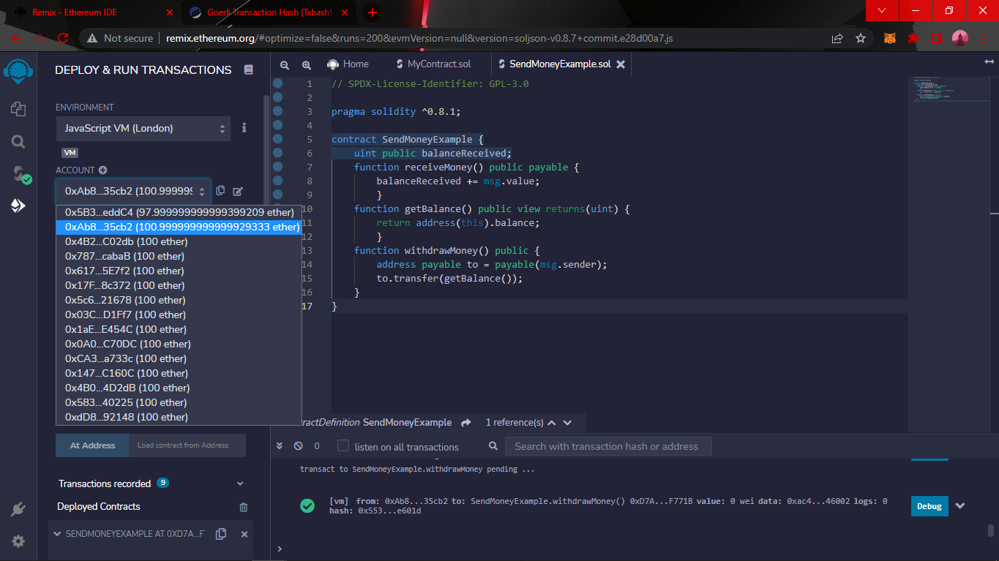 Remix - Ethereum IDE
Goerli Transaction Hash (Txhash)
Not secure | remix.ethereum.org/#optimize=false&runs=200&evmVersion=null&version=soljson-v0.8.7+commit.e28d00a7.js
DEPLOY & RUN TRANSACTIONS
ENVIRONMENT
JavaScript VM (London)
VM
ACCOUNT
0xAb8...35cb2 (100.999999
0x5B3...eddC4 (97.999999999999399209 ether)
0xAb8...35cb2 (100.999999999999929333 ether)
0x4B2...C02db (100 ether)
0x787...cabaB (100 ether)
0x617...5E7f2 (100 ether)
0x17F...8c372 (100 ether)
0x5c6...21678 (100 ether)
0x03C...D1Ff7 (100 ether)
0x1aE...E454C (100 ether)
0x0A0...C70DC (100 ether)
0xCA3...a733c (100 ether)
0x147...C160C (100 ether)
0x4B0...4D2dB (100 ether)
0x583...40225 (100 ether)
0xdD8...92148 (100 ether)
At Address
Load contract from Address
Transactions recorded 9
Deployed Contracts
SENDMONEYEXAMPLE AT 0XD7A...F
Home
MyContract.sol
SendMoneyExample.sol
1 // SPDX-License-Identifier: GPL-3.0
2
3 pragma solidity ^0.8.1;
4
5 contract SendMoneyExample {
6 uint public balanceReceived;
7 function receiveMoney() public payable {
8 balanceReceived += msg.value;
9 }
10 function getBalance() public view returns(uint) {
11 return address(this).balance;
12 }
13 function withdrawMoney() public {
14 address payable to = payable(msg.sender);
15 to.transfer(getBalance());
16 }
17 }
ractDefinition SendMoneyExample 1 reference(s)
0 listen on all transactions
Search with transaction hash or address
transact to SendMoneyExample.withdrawMoney pending ...
[vm] from: 0xAb8...35cb2 to: SendMoneyExample.withdrawMoney() 0xD7A...F771B value: 0 wei data: 0xac4...46002 logs: 0
hash: 0x553...e601d
Debug
>